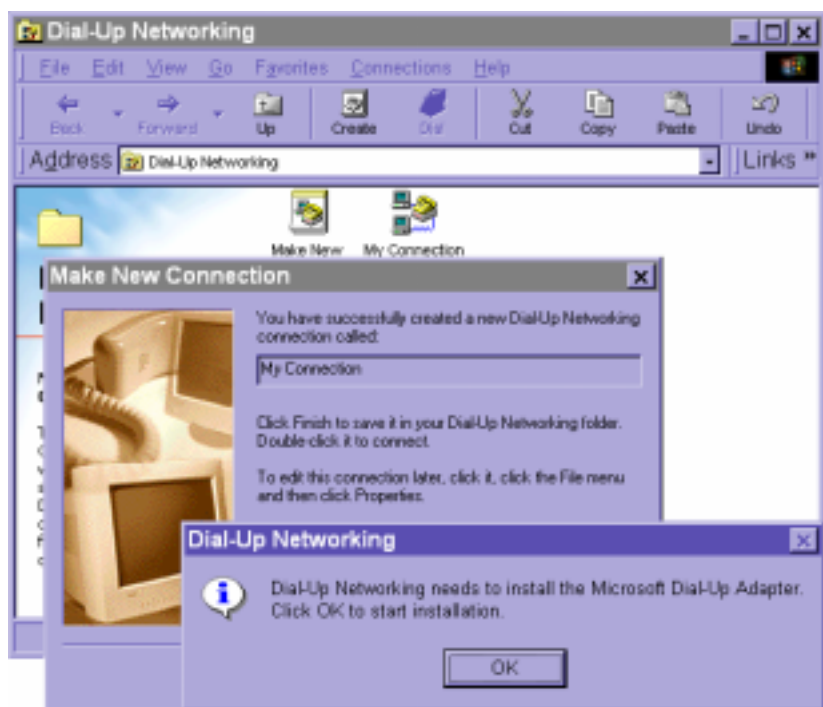 Dial-Up Networking
File Edit View Go Favorites Connections Help
Back Forward Up Create Dial Cut Copy Paste Undo
Address Dial-Up Networking Links »
Make New My Connection
Make New Connection
You have successfully created a new Dial-Up Networking
connection called:
My Connection
Click Finish to save it in your Dial-Up Networking folder.
Double-click it to connect.
To edit this connection later, click it, click the File menu
and then click Properties.
Dial-Up Networking
Dial-Up Networking needs to install the Microsoft Dial-Up Adapter.
Click OK to start installation.
OK